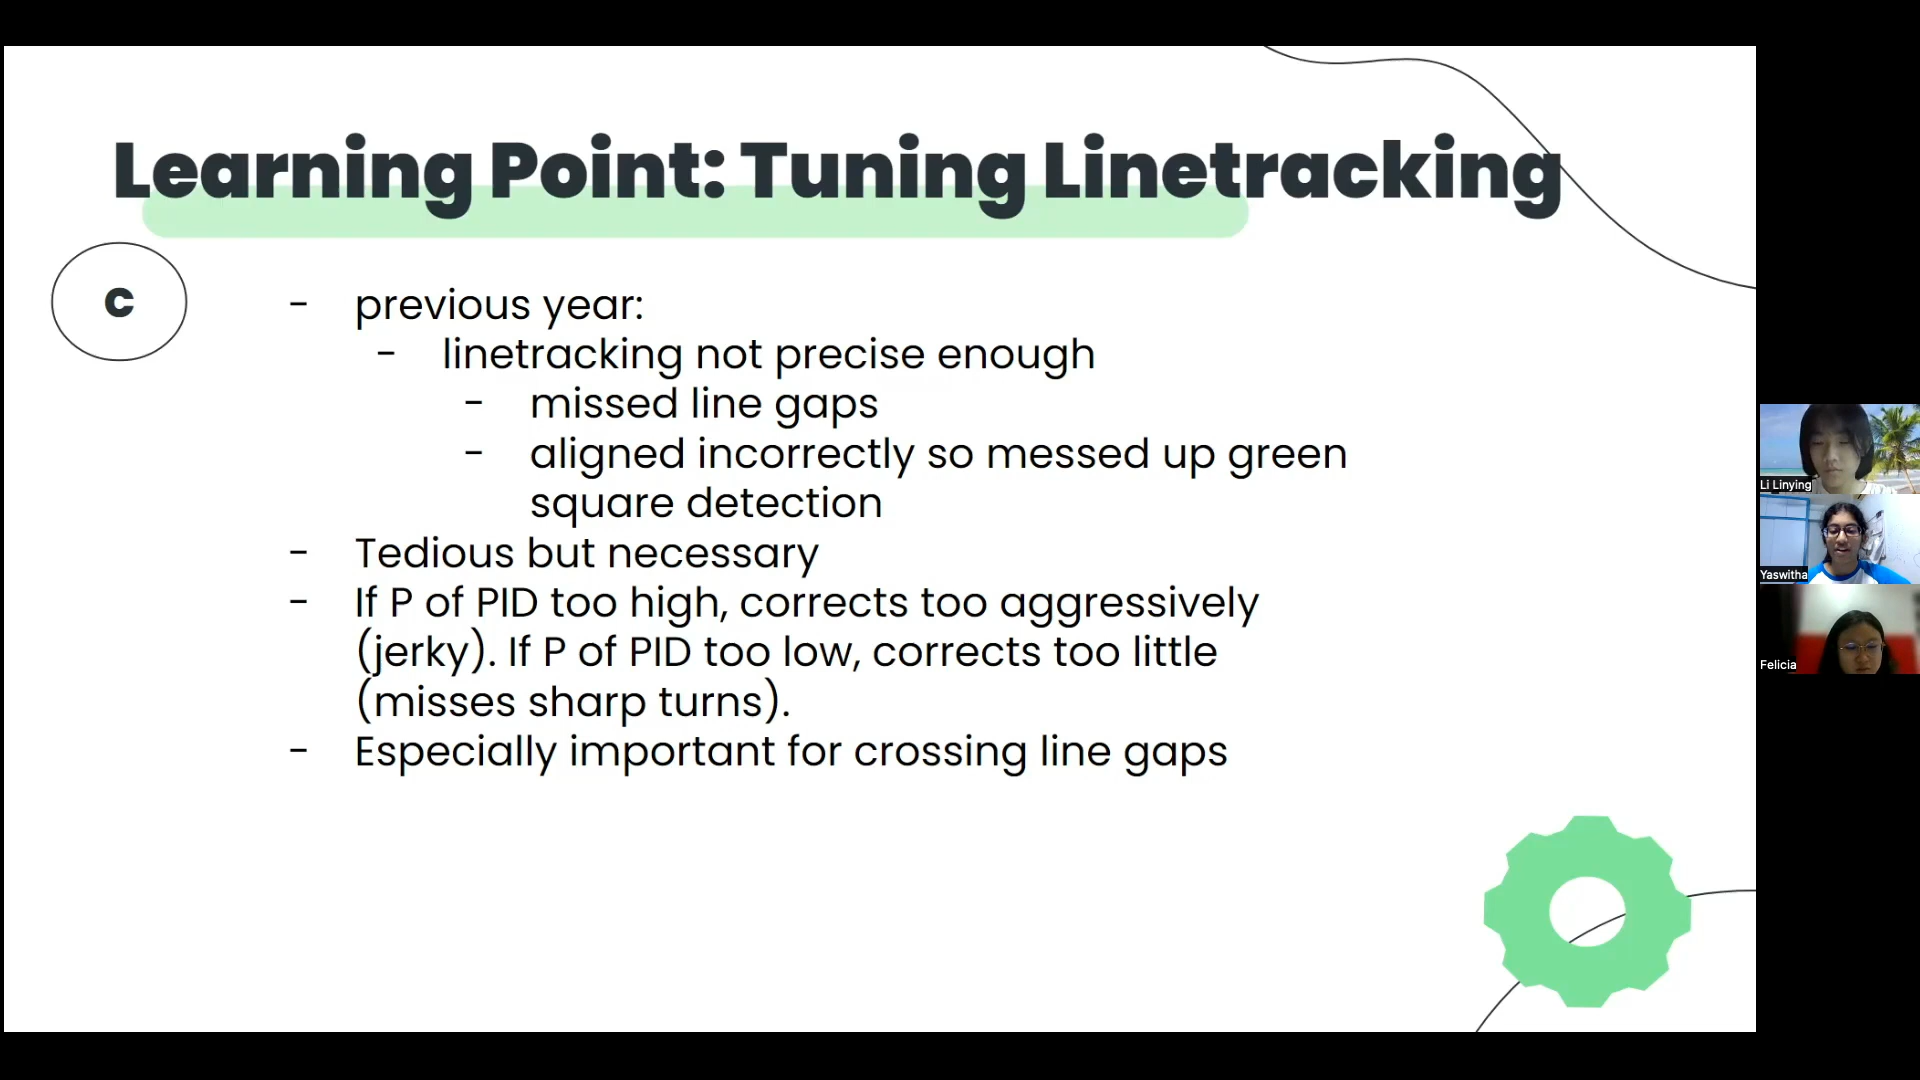 Learning Point: Tuning Linetracking
C
- previous year:
- linetracking not precise enough
- missed line gaps
- aligned incorrectly so messed up green
square detection
- Tedious but necessary
- If P of PID too high, corrects too aggressively
(jerky). If P of PID too low, corrects too little
(misses sharp turns).
- Especially important for crossing line gaps
Li Linying
Yaswitha
Felicia